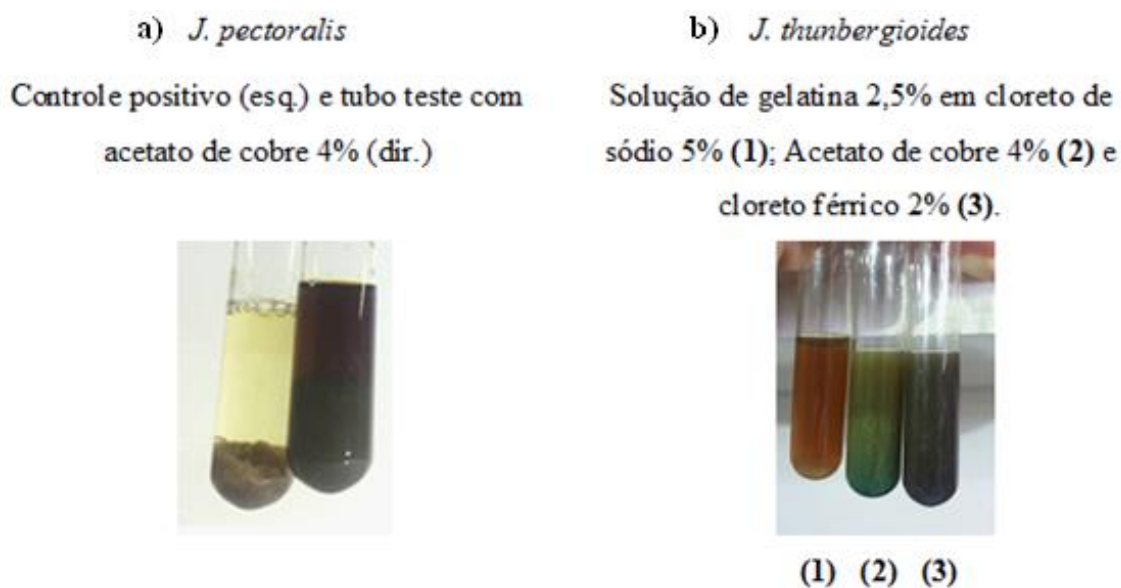 a) J. pectoralis
Controle positivo (esq.) e tubo teste com
acetato de cobre 4% (dir.)
b) J. thunbergioides
Solução de gelatina 2,5% em cloreto de
sódio 5% (1); Acetato de cobre 4% (2) e
cloreto férrico 2% (3).
(1) (2) (3)